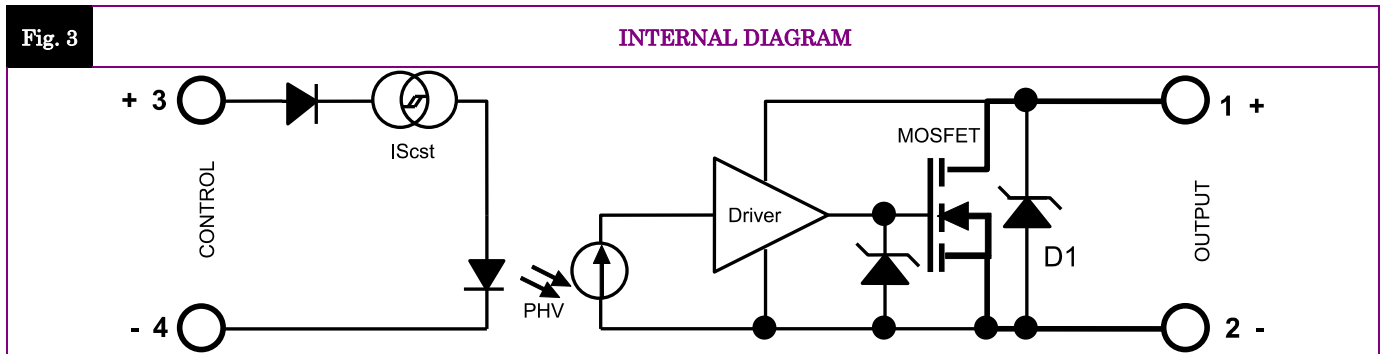 Fig. 3
INTERNAL DIAGRAM
+ 3
IScst
CONTROL
- 4
PHV
Driver
MOSFET
D1
1 +
OUTPUT
2 -